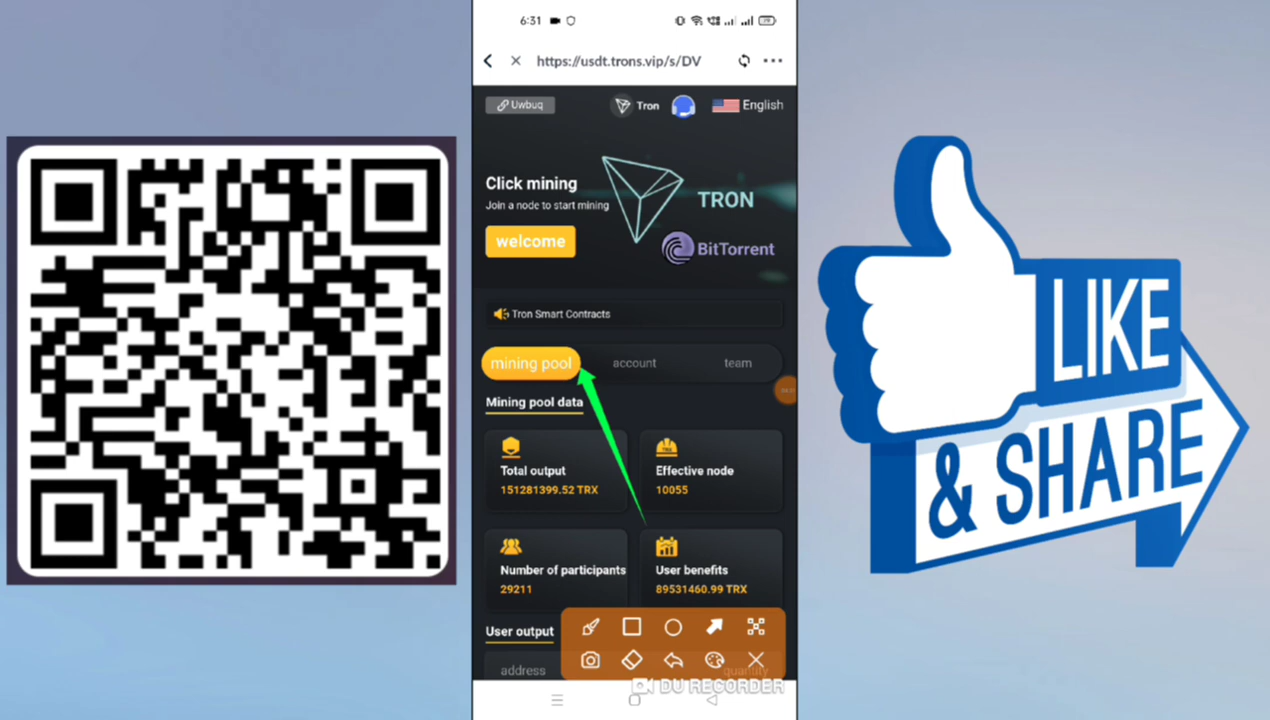 6:31
https://usdt.trons.vip/s/DV
Uwbuq
Tron
English
Click mining
Join a node to start mining
welcome
TRON
BitTorrent
Tron Smart Contracts
mining pool
account
team
Mining pool data
Total output
151281399.52 TRX
Effective node
10055
Number of participants
29211
User benefits
89531460.99 TRX
User output
address
quantity
DU RECORDER
LIKE
& SHARE